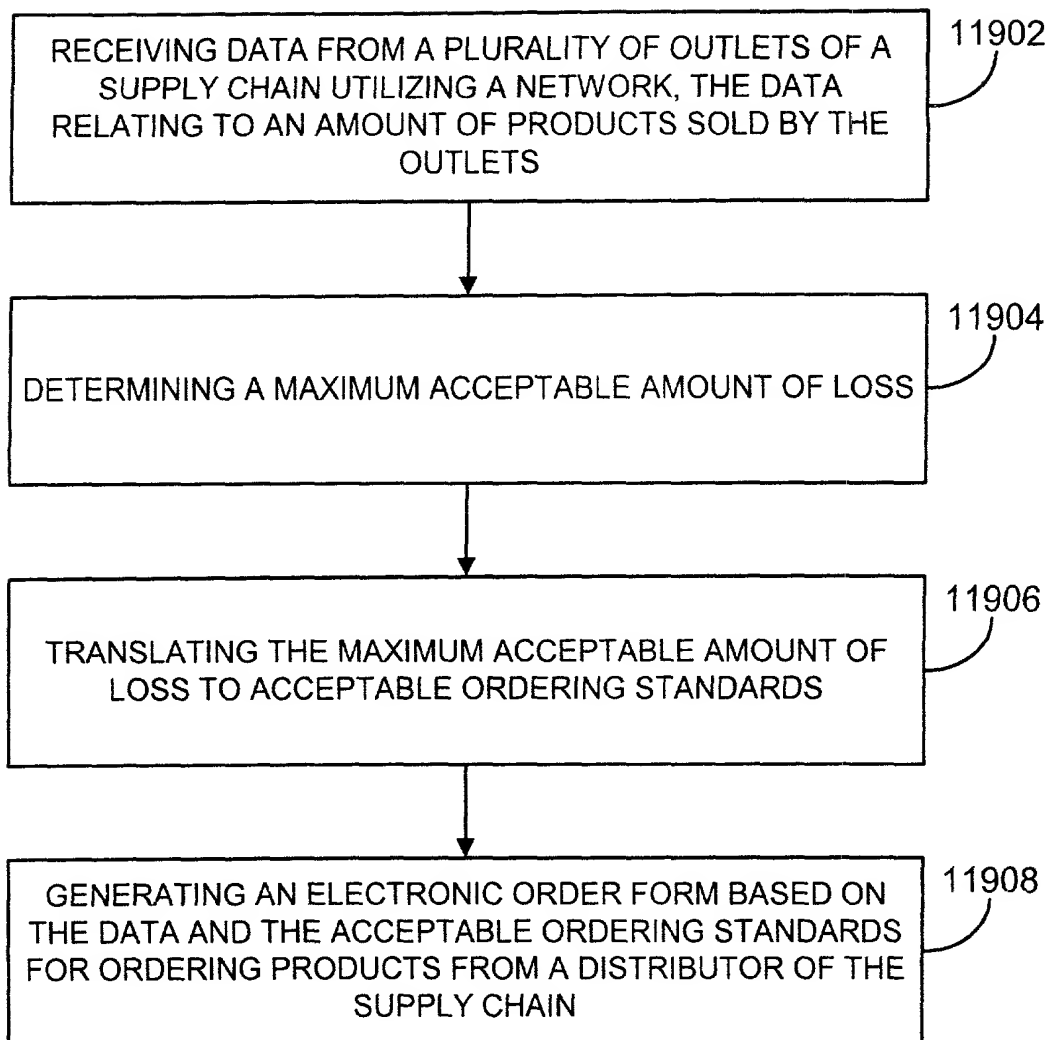 11902
RECEIVING DATA FROM A PLURALITY OF OUTLETS OF A
SUPPLY CHAIN UTILIZING A NETWORK, THE DATA
RELATING TO AN AMOUNT OF PRODUCTS SOLD BY THE
OUTLETS
11904
DETERMINING A MAXIMUM ACCEPTABLE AMOUNT OF LOSS
11906
TRANSLATING THE MAXIMUM ACCEPTABLE AMOUNT OF
LOSS TO ACCEPTABLE ORDERING STANDARDS
11908
GENERATING AN ELECTRONIC ORDER FORM BASED ON
THE DATA AND THE ACCEPTABLE ORDERING STANDARDS
FOR ORDERING PRODUCTS FROM A DISTRIBUTOR OF THE
SUPPLY CHAIN